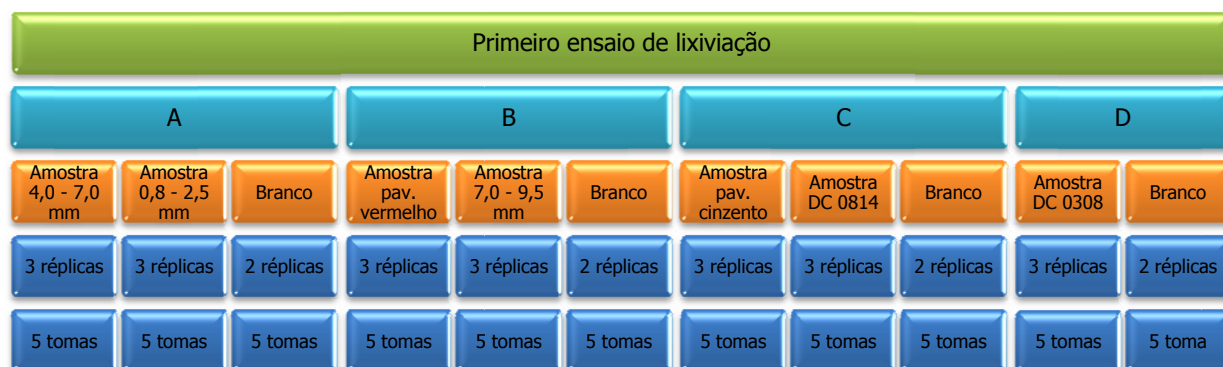 Primeiro ensaio de lixiviação
A
B
C
D
Amostra
4,0 - 7,0
mm
Amostra
0,8 - 2,5
mm
Branco
Amostra
pav.
vermelho
Amostra
7,0 - 9,5
mm
Branco
Amostra
pav.
cinzento
Amostra
DC 0814
Branco
Amostra
DC 0308
Branco
3 réplicas
3 réplicas
2 réplicas
3 réplicas
3 réplicas
2 réplicas
3 réplicas
3 réplicas
2 réplicas
3 réplicas
2 réplicas
5 tomas
5 tomas
5 tomas
5 tomas
5 tomas
5 tomas
5 tomas
5 tomas
5 tomas
5 tomas
5 toma